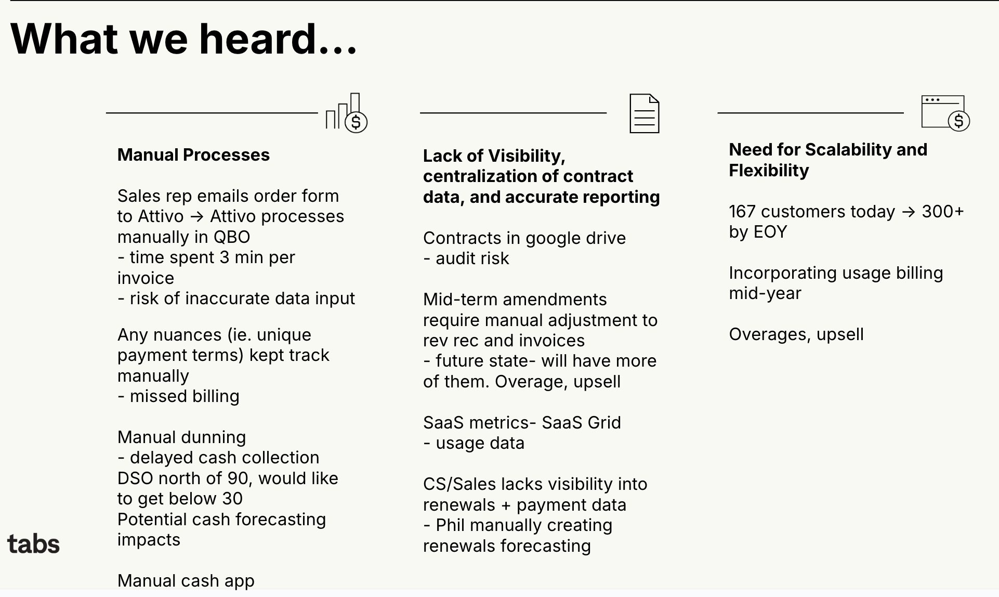 What we heard...
Manual Processes
Sales rep emails order form
to Attivo → Attivo processes
manually in QBO
- time spent 3 min per
invoice
- risk of inaccurate data input
Any nuances (ie. unique
payment terms) kept track
manually
- missed billing
Manual dunning
- delayed cash collection
DSO north of 90, would like
to get below 30
Potential cash forecasting
impacts
Manual cash app
Lack of Visibility,
centralization of contract
data, and accurate reporting
Contracts in google drive
- audit risk
Mid-term amendments
require manual adjustment to
rev rec and invoices
- future state- will have more
of them. Overage, upsell
SaaS metrics- SaaS Grid
- usage data
CS/Sales lacks visibility into
renewals + payment data
- Phil manually creating
renewals forecasting
Need for Scalability and
Flexibility
167 customers today → 300+
by EOY
Incorporating usage billing
mid-year
Overages, upsell
tabs